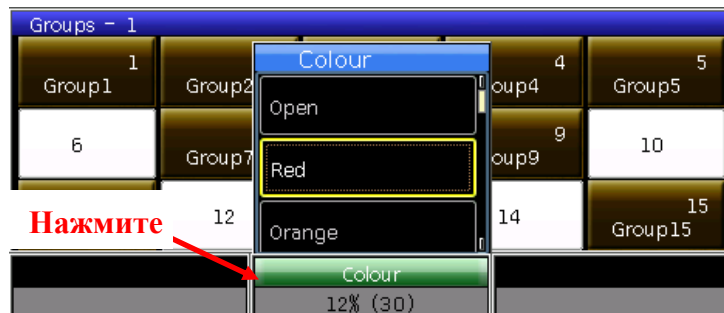 Groups - 1
1
Group1
Group2
4
oup4
5
Group5
6
Group7
9
oup9
10
12
14
15
Group15
Colour
Open
Red
Orange
Нажмите
Colour
12% (30)